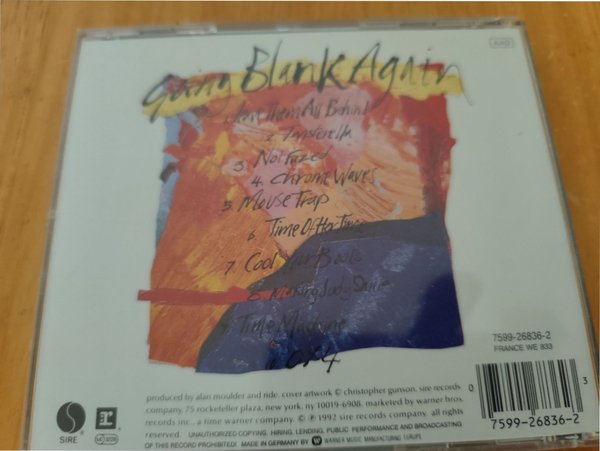 Going Blank Again
1. Leave Them All Behind
2. Twisterella
3. Not Fazed
4. Chrome Waves
5. Mouse Trap
6. Time Of Her Time
7. Cool Your Boots
8. Making Judy Smile
9. Time Machine
OX4
7599-26836-2
FRANCE WE 833
produced by alan moulder and ride. cover artwork © christopher gunson. sire records
company, 75 rockefeller plaza, new york, ny 10019-6908. marketed by warner bros.
records inc., a time warner company. © ℗ 1992 sire records company. all rights
reserved. UNAUTHORIZED COPYING, HIRING, LENDING, PUBLIC PERFORMANCE AND BROADCASTING
OF THIS RECORD PROHIBITED! MADE IN GERMANY BY WARNER MUSIC MANUFACTURING EUROPE.
SIRE
0
3
7599-26836-2